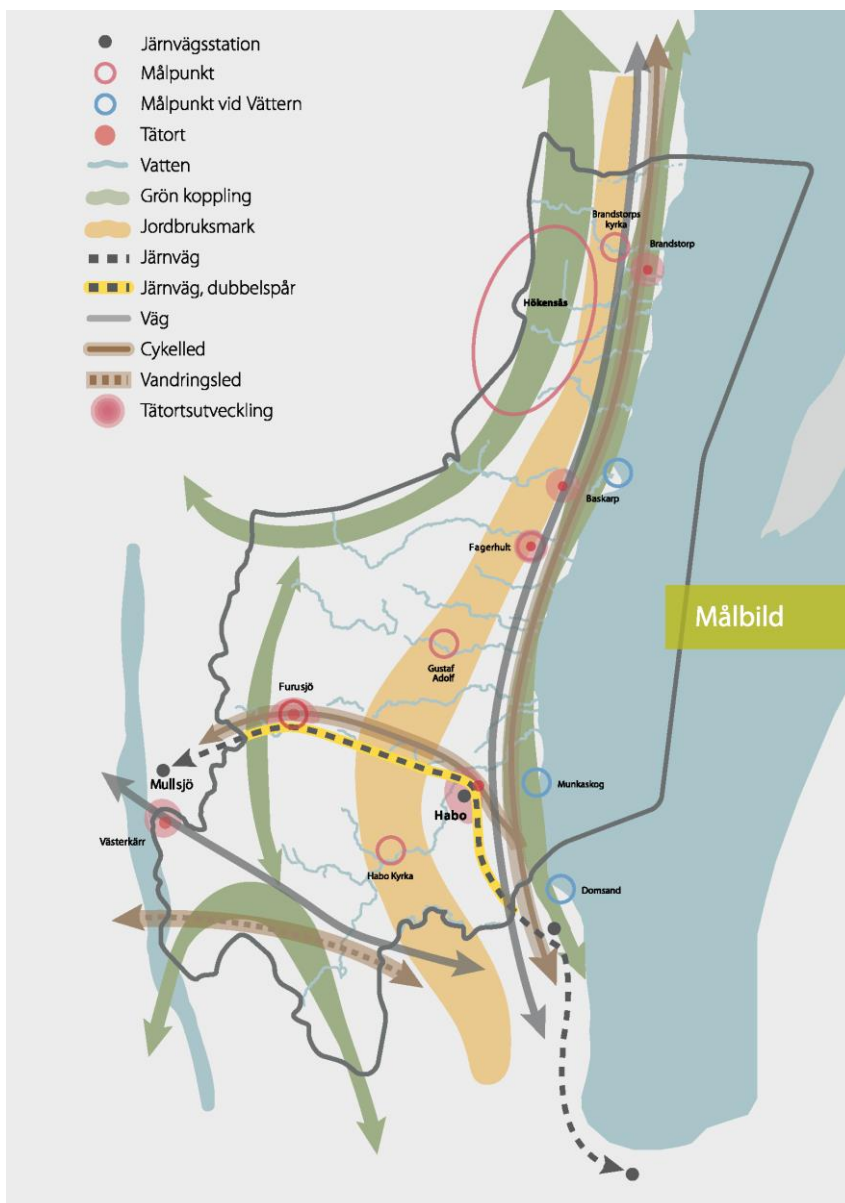 Järnvägsstation
Målpunkt
Målpunkt vid Vättern
Tätort
Vatten
Grön koppling
Jordbruksmark
Järnväg
Järnväg, dubbelspår
Väg
Cykelled
Vandringsled
Tätortsutveckling
Brandstorps
kyrka
Brandstorp
Hökensås
Baskarp
Fagerhult
Målbild
Gustaf
Adolf
Furusjö
Mullsjö
Munkaskog
Habo
Västerkärr
Habo Kyrka
Domsand